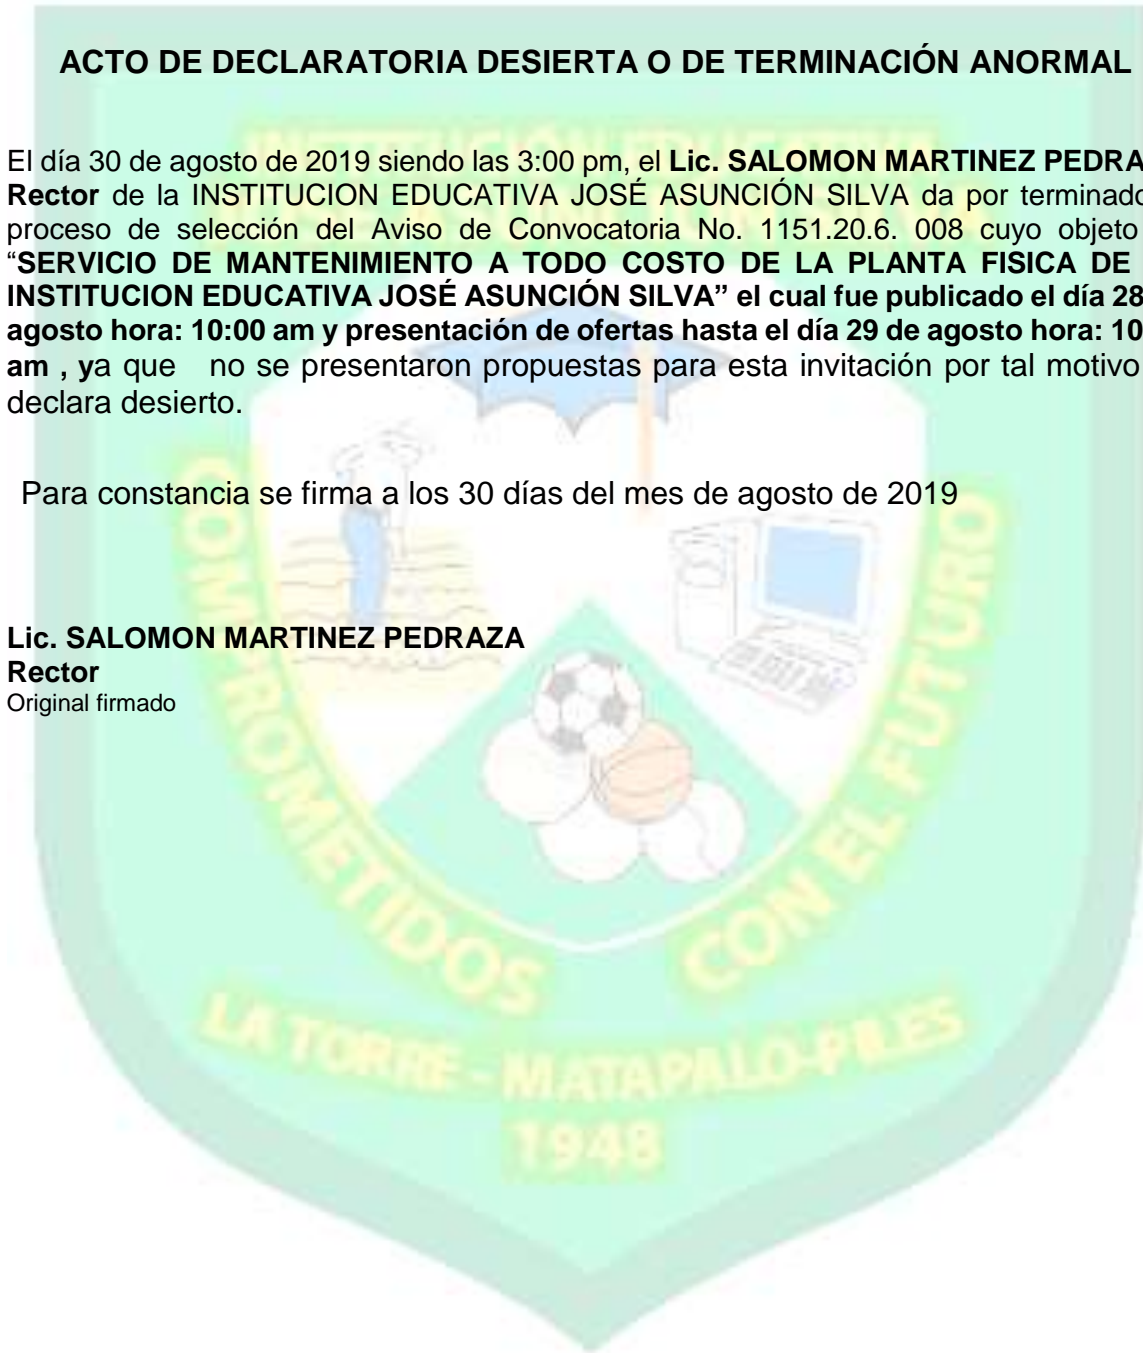 ACTO DE DECLARATORIA DESIERTA O DE TERMINACIÓN ANORMAL
El día 30 de agosto de 2019 siendo las 3:00 pm, el Lic. SALOMON MARTINEZ PEDRA
Rector de la INSTITUCION EDUCATIVA JOSÉ ASUNCIÓN SILVA da por terminado
proceso de selección del Aviso de Convocatoria No. 1151.20.6. 008 cuyo objeto
“SERVICIO DE MANTENIMIENTO A TODO COSTO DE LA PLANTA FISICA DE
INSTITUCION EDUCATIVA JOSÉ ASUNCIÓN SILVA” el cual fue publicado el día 28
agosto hora: 10:00 am y presentación de ofertas hasta el día 29 de agosto hora: 10
am , ya que no se presentaron propuestas para esta invitación por tal motivo
declara desierto.
Para constancia se firma a los 30 días del mes de agosto de 2019
Lic. SALOMON MARTINEZ PEDRAZA
Rector
Original firmado
COMPROMETIDOS CON EL FUTURO
LA TORRE - MATAPALO-PILES
1948